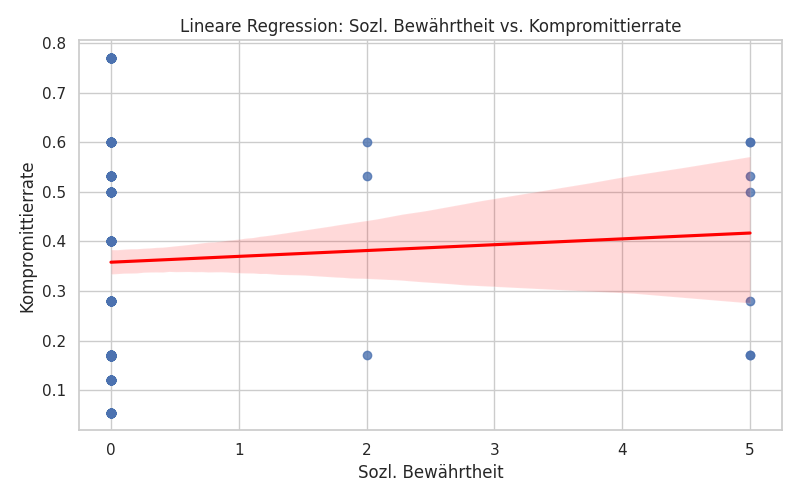 Lineare Regression: Sozl. Bewährtheit vs. Kompromittierrate
Kompromittierrate
0.8
0.7
0.6
0.5
0.4
0.3
0.2
0.1
0 1 2 3 4 5
Sozl. Bewährtheit